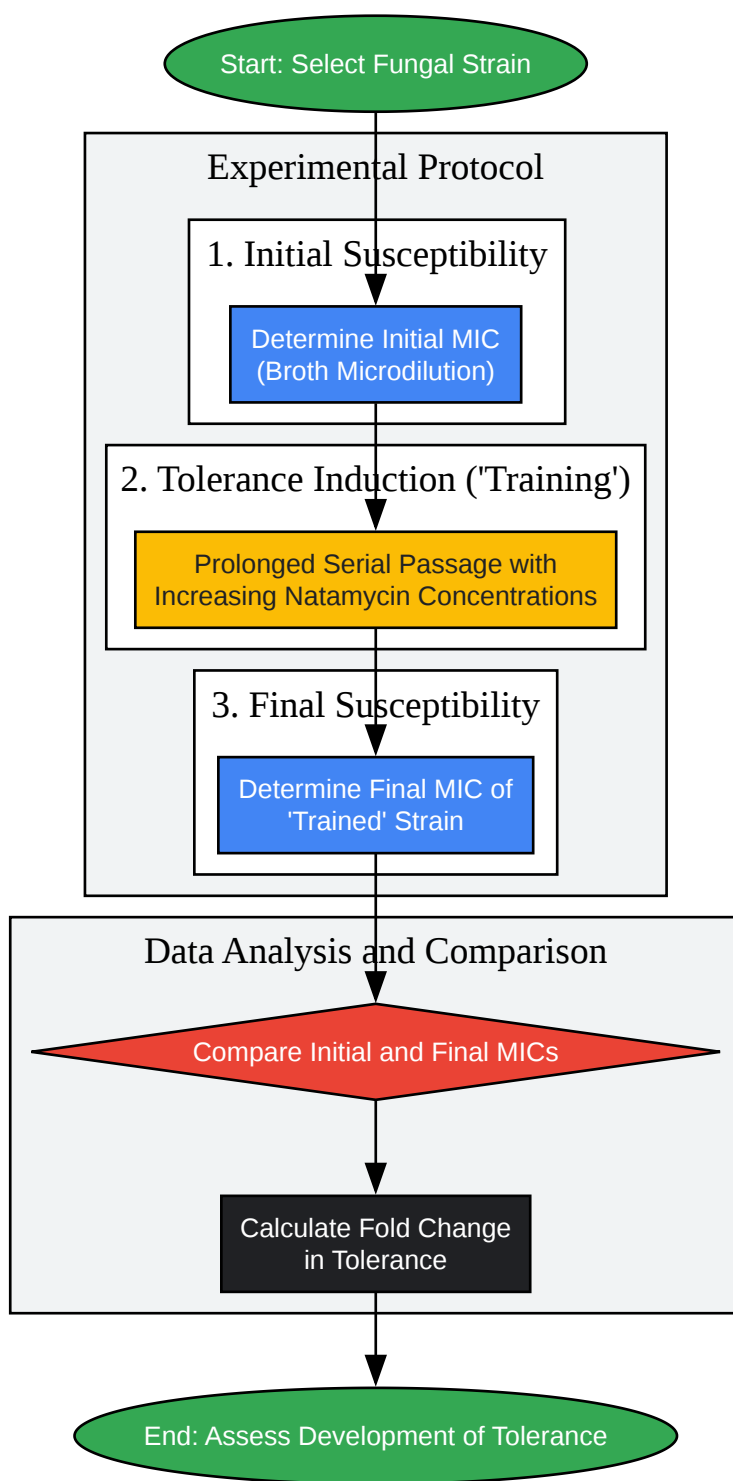 Start: Select Fungal Strain
Experimental Protocol
1. Initial Susceptibility
Determine Initial MIC
(Broth Microdilution)
2. Tolerance Induction ('Training')
Prolonged Serial Passage with
Increasing Natamycin Concentrations
3. Final Susceptibility
Determine Final MIC of
'Trained' Strain
Data Analysis and Comparison
Compare Initial and Final MICs
Calculate Fold Change
in Tolerance
End: Assess Development of Tolerance